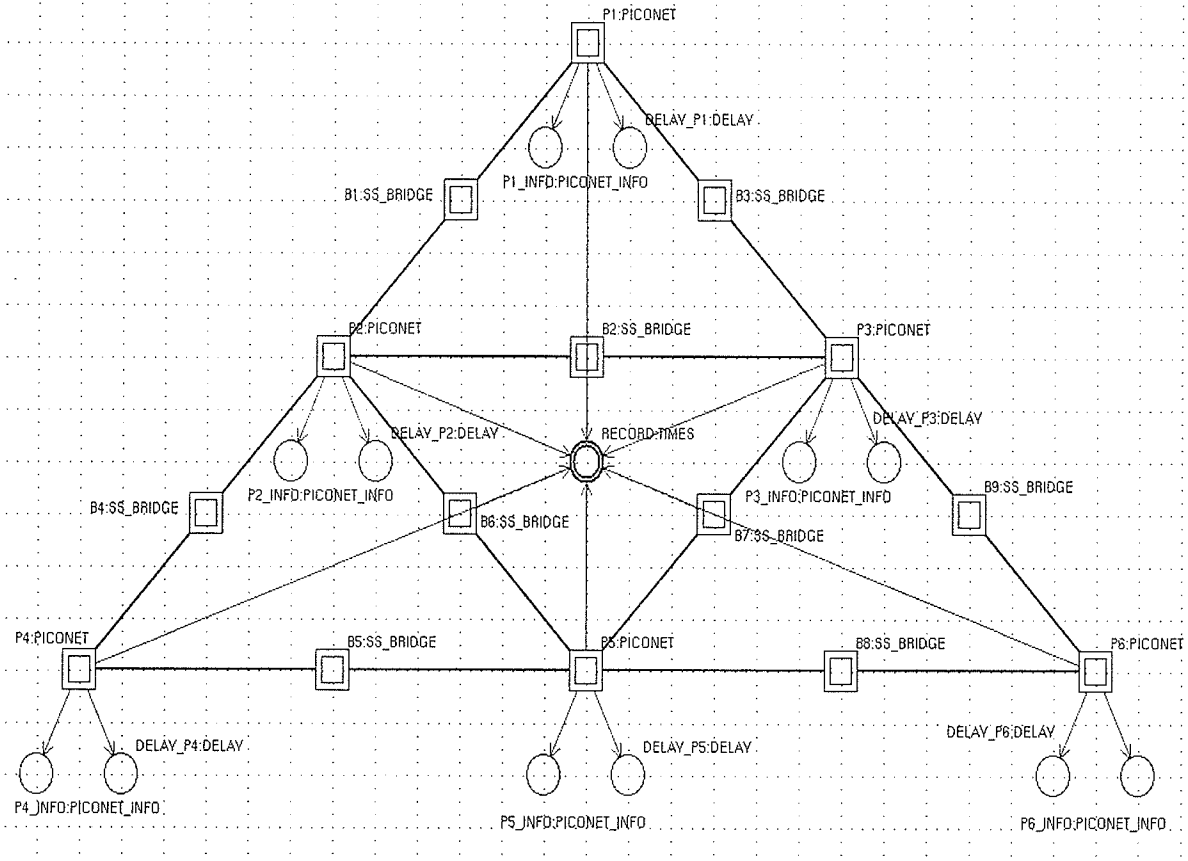 P1:PICONET
DELAY_P1:DELAY
P1_INFO:PICONET_INFO
B1:SS_BRIDGE
B3:SS_BRIDGE
P2:PICONET
B2:SS_BRIDGE
P3:PICONET
DELAY_P2:DELAY
RECORD:TIMES
DELAY_P3:DELAY
P2_INFO:PICONET_INFO
P3_INFO:PICONET_INFO
B4:SS_BRIDGE
B6:SS_BRIDGE
B7:SS_BRIDGE
B9:SS_BRIDGE
P4:PICONET
B5:SS_BRIDGE
P5:PICONET
B8:SS_BRIDGE
P6:PICONET
DELAY_P4:DELAY
DELAY_P5:DELAY
DELAY_P6:DELAY
P4_INFO:PICONET_INFO
P5_INFO:PICONET_INFO
P6_INFO:PICONET_INFO